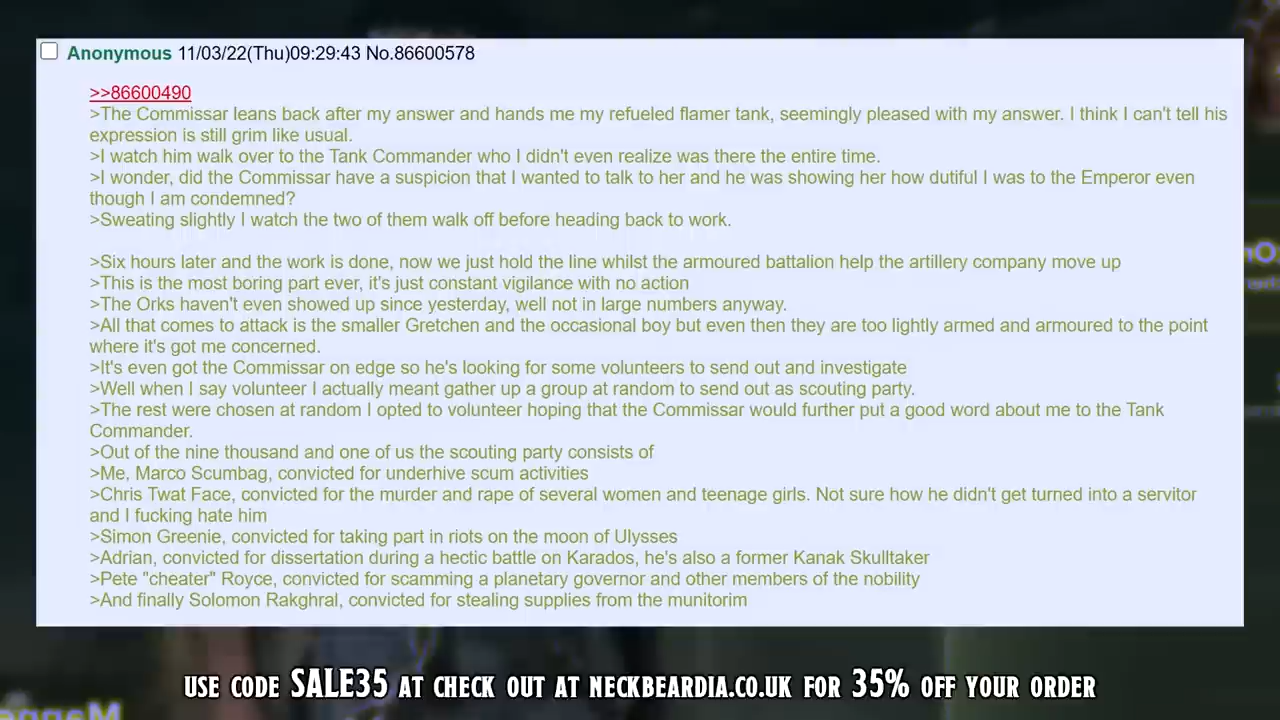 Anonymous 11/03/22(Thu)09:29:43 No.86600578
>>86600490
>The Commissar leans back after my answer and hands me my refueled flamer tank, seemingly pleased with my answer. I think I can't tell his
expression is still grim like usual.
>I watch him walk over to the Tank Commander who I didn't even realize was there the entire time.
>I wonder, did the Commissar have a suspicion that I wanted to talk to her and he was showing her how dutiful I was to the Emperor even
though I am condemned?
>Sweating slightly I watch the two of them walk off before heading back to work.
>Six hours later and the work is done, now we just hold the line whilst the armoured battalion help the artillery company move up
>This is the most boring part ever, it's just constant vigilance with no action
>The Orks haven't even showed up since yesterday, well not in large numbers anyway.
>All that comes to attack is the smaller Gretchen and the occasional boy but even then they are too lightly armed and armoured to the point
where it's got me concerned.
>It's even got the Commissar on edge so he's looking for some volunteers to send out and investigate
>Well when I say volunteer I actually meant gather up a group at random to send out as scouting party.
>The rest were chosen at random I opted to volunteer hoping that the Commissar would further put a good word about me to the Tank
Commander.
>Out of the nine thousand and one of us the scouting party consists of
>Me, Marco Scumbag, convicted for underhive scum activities
>Chris Twat Face, convicted for the murder and rape of several women and teenage girls. Not sure how he didn't get turned into a servitor
and I fucking hate him
>Simon Greenie, convicted for taking part in riots on the moon of Ulysses
>Adrian, convicted for dissertation during a hectic battle on Karados, he's also a former Kanak Skulltaker
>Pete "cheater" Royce, convicted for scamming a planetary governor and other members of the nobility
>And finally Solomon Rakghral, convicted for stealing supplies from the munitorim
USE CODE SALE35 AT CHECK OUT AT NECKBEARDIA.CO.UK FOR 35% OFF YOUR ORDER